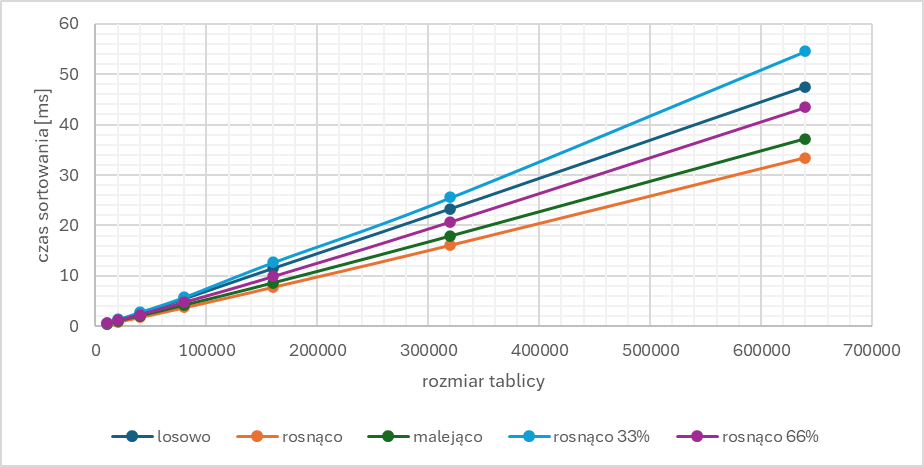 60
50
40
30
20
10
0
czas sortowania [ms]
0 100000 200000 300000 400000 500000 600000 700000
rozmiar tablicy
losowo rosnąco malejąco rosnąco 33% rosnąco 66%